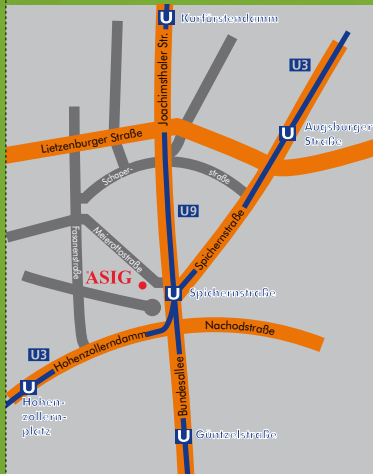 U Kurfürstendamm
Joachimsthaler Str.
U3
Lietzenburger Straße
U Augsburger
Straße
Schaper-
straße
U9
Fasanenstraße
Meierottostraße
Spichernstraße
ASIG
U Spichernstraße
Nachodstraße
U3
Hohenzollerndamm
U
Hohen-
zollern-
platz
Bundesallee
U Güntzelstraße